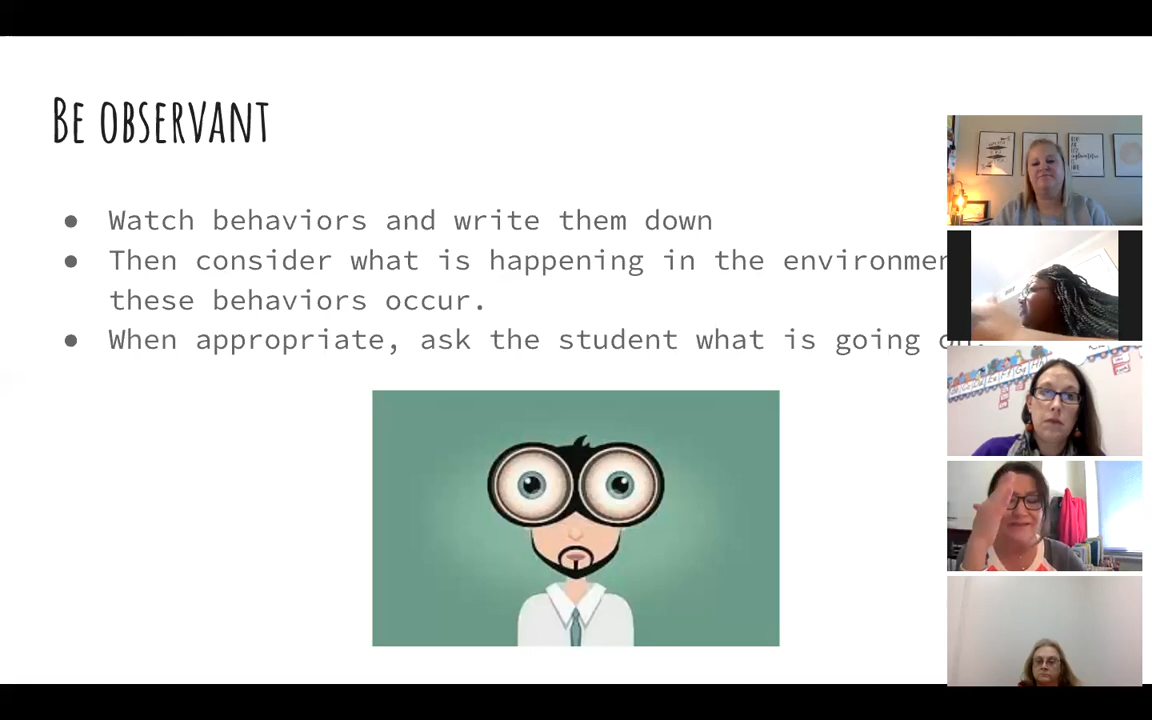 Be observant
● Watch behaviors and write them down
● Then consider what is happening in the
these behaviors occur.
● When appropriate, ask the student what is going